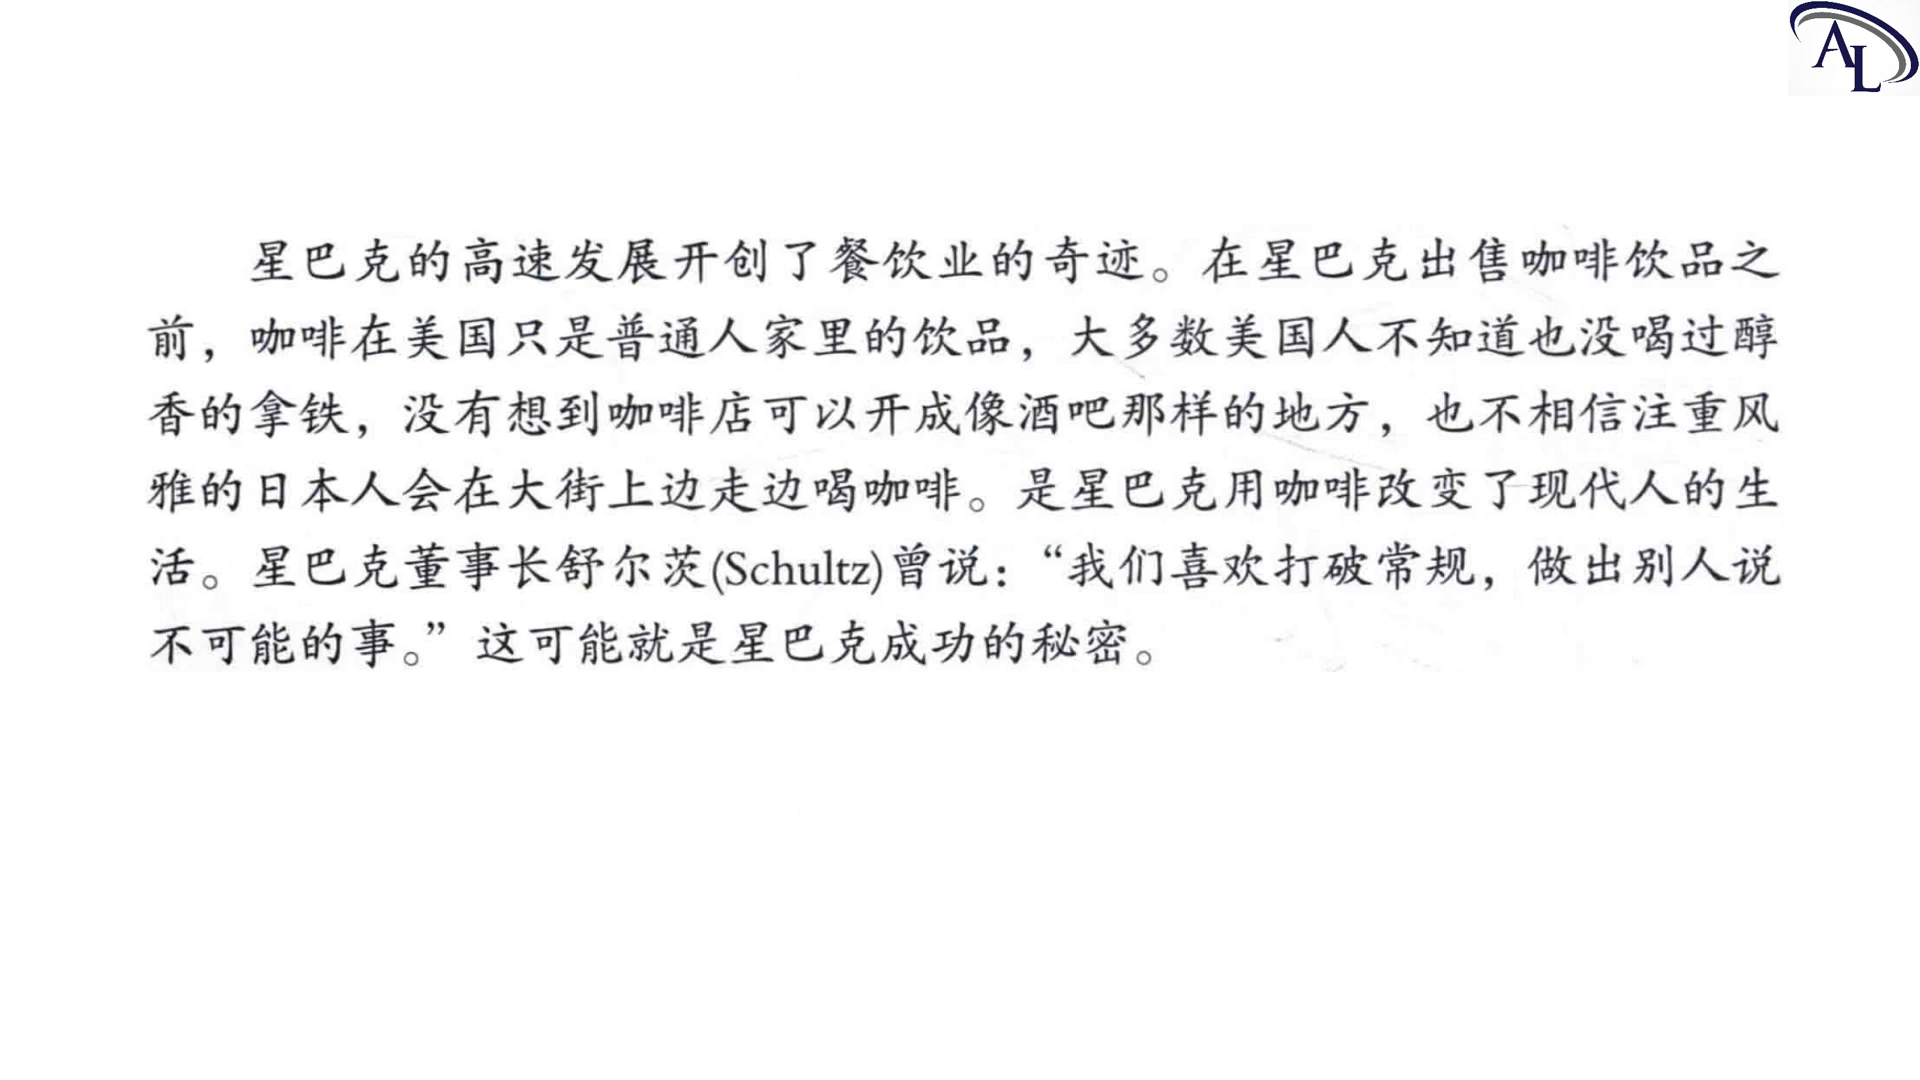 AL
星巴克的高速发展开创了餐饮业的奇迹。在星巴克出售咖啡饮品之
前，咖啡在美国只是普通人家里的饮品，大多数美国人不知道也没喝过醇
香的拿铁，没有想到咖啡店可以开成像酒吧那样的地方，也不相信注重风
雅的日本人会在大街上边走边喝咖啡。是星巴克用咖啡改变了现代人的生
活。星巴克董事长舒尔茨(Schultz)曾说：“我们喜欢打破常规，做出别人说
不可能的事。”这可能就是星巴克成功的秘密。